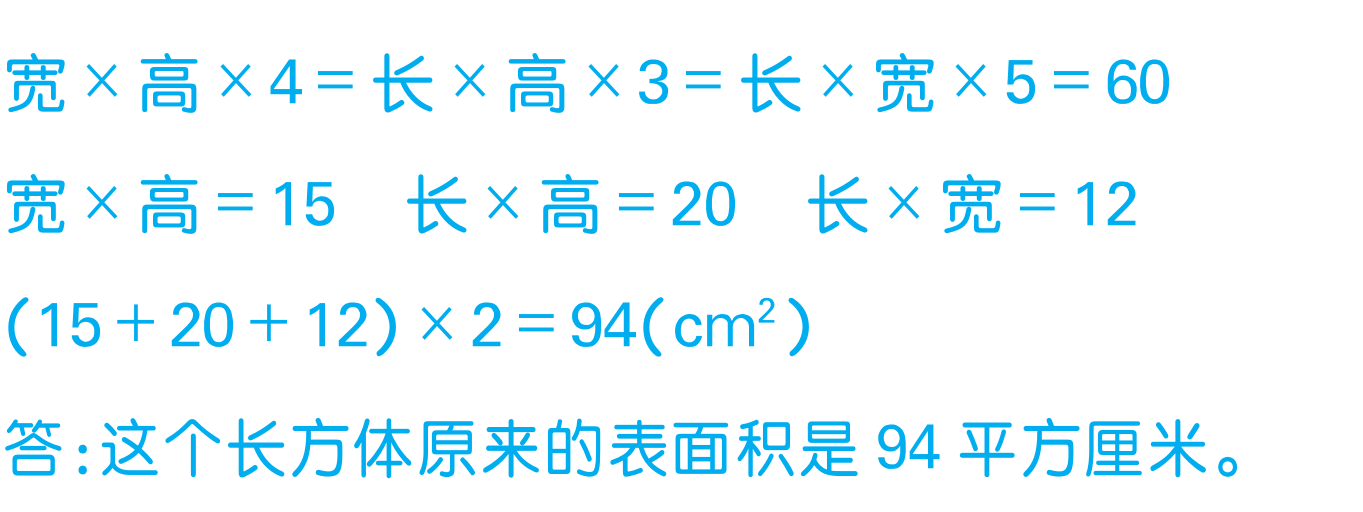 宽×高×4=长×高×3=长×宽×5=60
宽×高=15 长×高=20 长×宽=12
(15+20+12)×2=94(cm²)
答:这个长方体原来的表面积是 94 平方厘米。